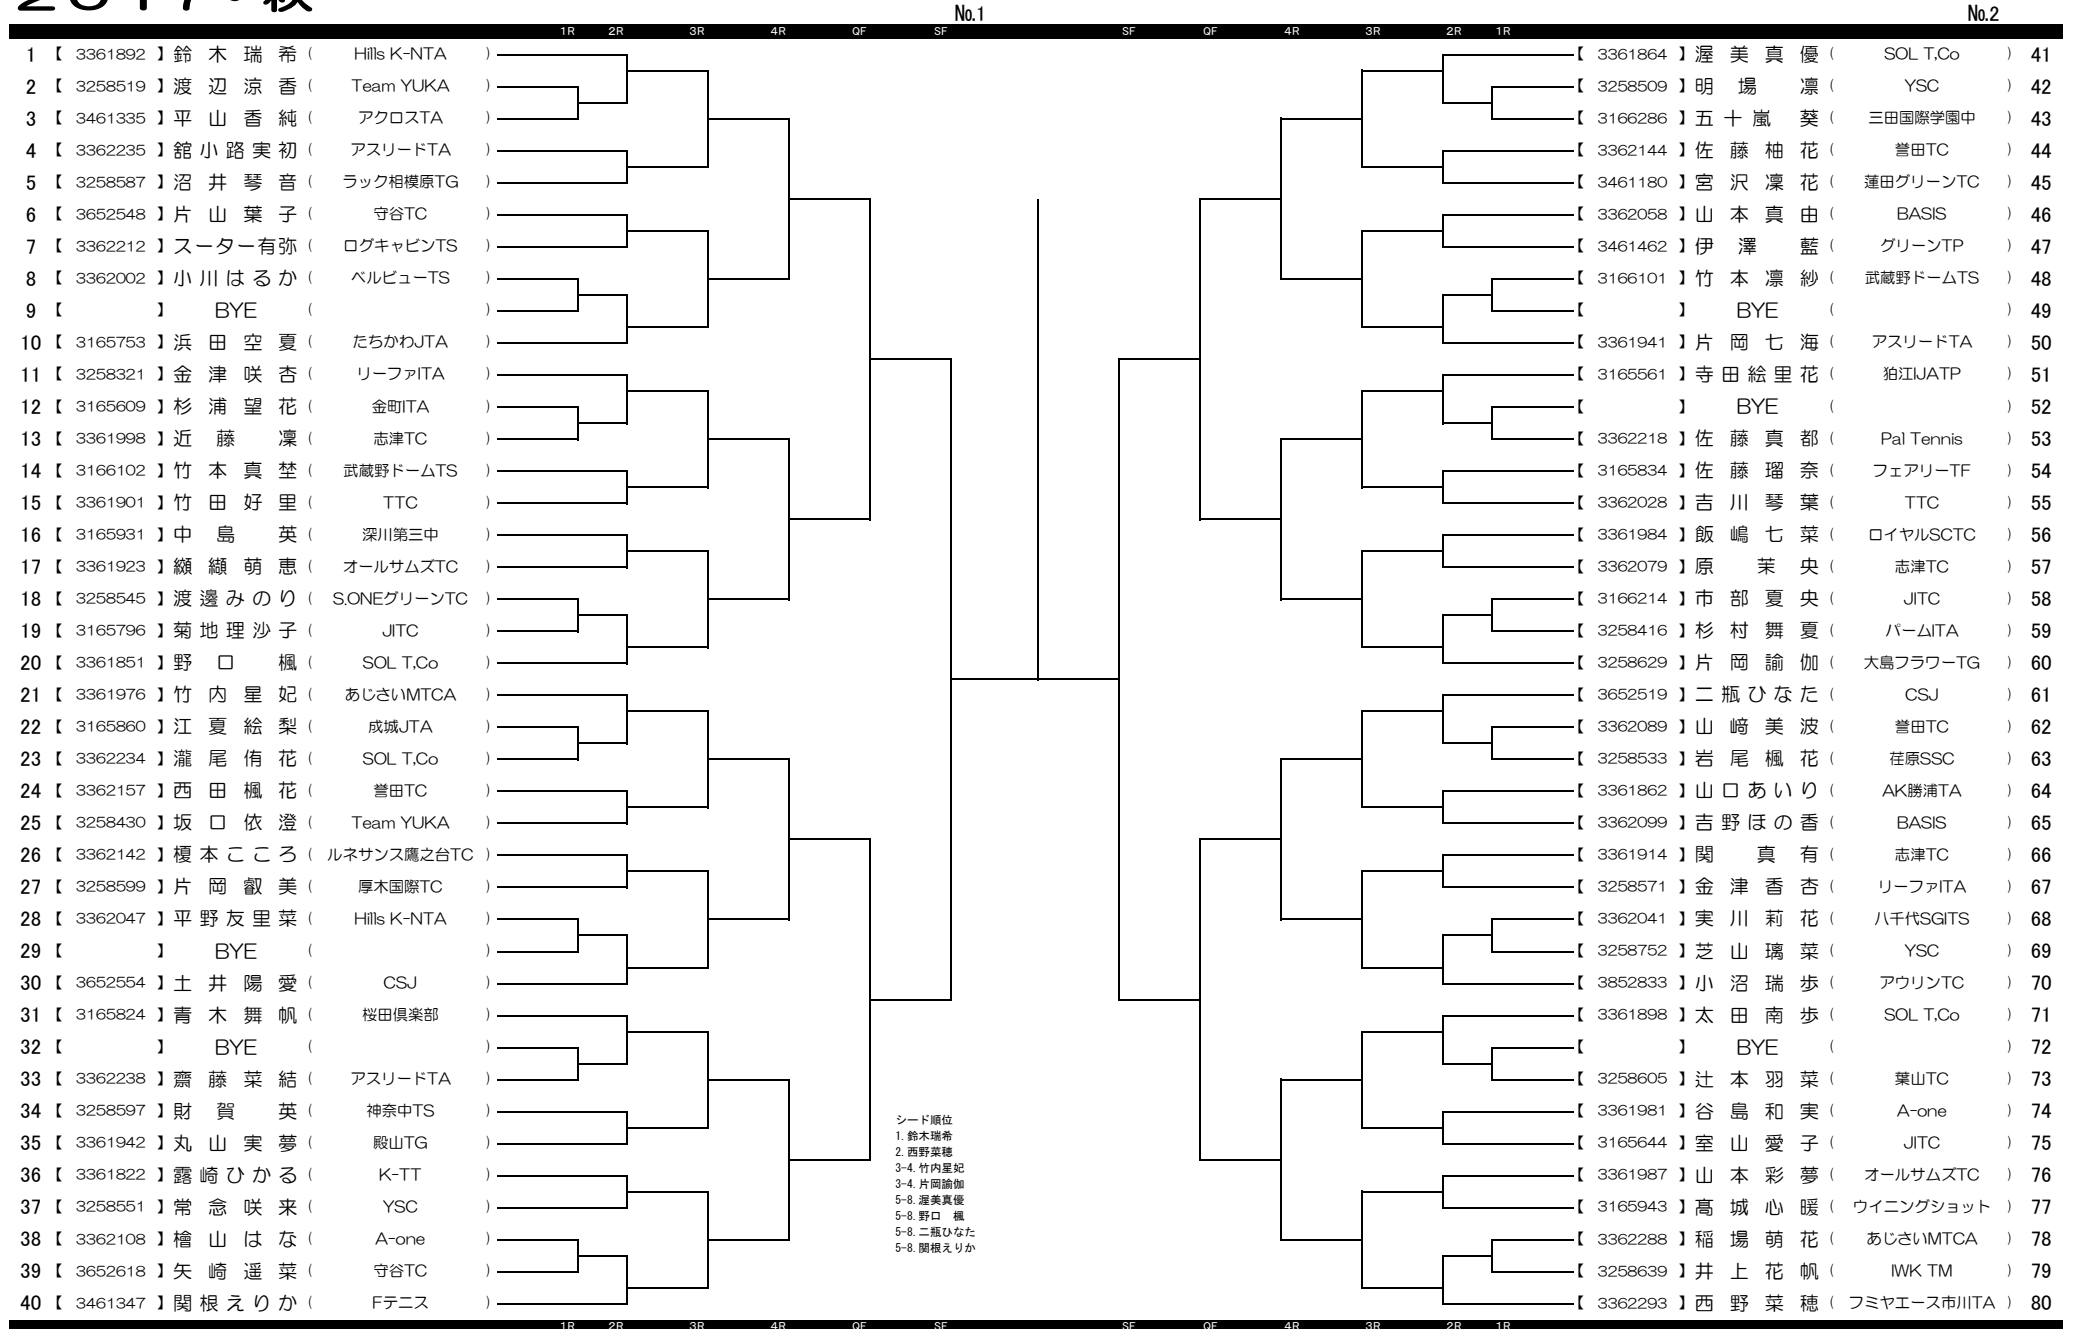 2017・秋
No.1 No.2
1R 2R 3R 4R QF SF SF QF 4R 3R 2R 1R
1 【 3361892 】 鈴木瑞希 ( Hills K-NTA )
2 【 3258519 】 渡辺涼香 ( Team YUKA )
3 【 3461335 】 平山香純 ( アクロスTA )
4 【 3362235 】 舘小路実初 ( アスリードTA )
5 【 3258587 】 沼井琴音 ( ラック相模原TG )
6 【 3652548 】 片山葉子 ( 守谷TC )
7 【 3362212 】 スーター有弥 ( ログキャビンTS )
8 【 3362002 】 小川はるか ( ベルビューTS )
9 【 】 BYE ( )
10 【 3165753 】 浜田空夏 ( たちかわJTA )
11 【 3258321 】 金津咲杏 ( リーファITA )
12 【 3165609 】 杉浦望花 ( 金町ITA )
13 【 3361998 】 近藤 凜 ( 志津TC )
14 【 3166102 】 竹本真埜 ( 武蔵野ドームTS )
15 【 3361901 】 竹田好里 ( TTC )
16 【 3165931 】 中島 英 ( 深川第三中 )
17 【 3361923 】 纐纈萌恵 ( オールサムズTC )
18 【 3258545 】 渡邊みのり ( S.ONEグリーンTC )
19 【 3165796 】 菊地理沙子 ( JITC )
20 【 3361851 】 野口 楓 ( SOL T,Co )
21 【 3361976 】 竹内星妃 ( あじさいMTCA )
22 【 3165860 】 江夏絵梨 ( 成城JTA )
23 【 3362234 】 瀧尾侑花 ( SOL T,Co )
24 【 3362157 】 西田楓花 ( 誉田TC )
25 【 3258430 】 坂口依澄 ( Team YUKA )
26 【 3362142 】 榎本こころ ( ルネサンス鷹之台TC )
27 【 3258599 】 片岡叡美 ( 厚木国際TC )
28 【 3362047 】 平野友里菜 ( Hills K-NTA )
29 【 】 BYE ( )
30 【 3652554 】 土井陽愛 ( CSJ )
31 【 3165824 】 青木舞帆 ( 桜田倶楽部 )
32 【 】 BYE ( )
33 【 3362238 】 齋藤菜結 ( アスリードTA )
34 【 3258597 】 財賀 英 ( 神奈中TS )
35 【 3361942 】 丸山実夢 ( 殿山TG )
36 【 3361822 】 露崎ひかる ( K-TT )
37 【 3258551 】 常念咲来 ( YSC )
38 【 3362108 】 檜山はな ( A-one )
39 【 3652618 】 矢崎遥菜 ( 守谷TC )
40 【 3461347 】 関根えりか ( Fテニス )
シード順位
1. 鈴木瑞希
2. 西野菜穂
3-4. 竹内星妃
3-4. 片岡諭伽
5-8. 渥美真優
5-8. 野口 楓
5-8. 二瓶ひなた
5-8. 関根えりか
【 3361864 】 渥美真優 ( SOL T,Co ) 41
【 3258509 】 明場 凛 ( YSC ) 42
【 3166286 】 五十嵐 葵 ( 三田国際学園中 ) 43
【 3362144 】 佐藤柚花 ( 誉田TC ) 44
【 3461180 】 宮沢凜花 ( 蓮田グリーンTC ) 45
【 3362058 】 山本真由 ( BASIS ) 46
【 3461462 】 伊澤 藍 ( グリーンTP ) 47
【 3166101 】 竹本凛紗 ( 武蔵野ドームTS ) 48
【 】 BYE ( ) 49
【 3361941 】 片岡七海 ( アスリードTA ) 50
【 3165561 】 寺田絵里花 ( 狛江IJATP ) 51
【 】 BYE ( ) 52
【 3362218 】 佐藤真都 ( Pal Tennis ) 53
【 3165834 】 佐藤瑠奈 ( フェアリーTF ) 54
【 3362028 】 吉川琴葉 ( TTC ) 55
【 3361984 】 飯嶋七菜 ( ロイヤルSCTC ) 56
【 3362079 】 原 茉央 ( 志津TC ) 57
【 3166214 】 市部夏央 ( JITC ) 58
【 3258416 】 杉村舞夏 ( パームITA ) 59
【 3258629 】 片岡諭伽 ( 大島フラワーTG ) 60
【 3652519 】 二瓶ひなた ( CSJ ) 61
【 3362089 】 山﨑美波 ( 誉田TC ) 62
【 3258533 】 岩尾楓花 ( 荏原SSC ) 63
【 3361862 】 山口あいり ( AK勝浦TA ) 64
【 3362099 】 吉野ほの香 ( BASIS ) 65
【 3361914 】 関 真有 ( 志津TC ) 66
【 3258571 】 金津香杏 ( リーファITA ) 67
【 3362041 】 実川莉花 ( 八千代SGITS ) 68
【 3258752 】 芝山璃菜 ( YSC ) 69
【 3852833 】 小沼瑞歩 ( アウリンTC ) 70
【 3361898 】 太田南歩 ( SOL T,Co ) 71
【 】 BYE ( ) 72
【 3258605 】 辻本羽菜 ( 葉山TC ) 73
【 3361981 】 谷島和実 ( A-one ) 74
【 3165644 】 室山愛子 ( JITC ) 75
【 3361987 】 山本彩夢 ( オールサムズTC ) 76
【 3165943 】 髙城心暖 ( ウイニングショット ) 77
【 3362288 】 稲場萌花 ( あじさいMTCA ) 78
【 3258639 】 井上花帆 ( IWK TM ) 79
【 3362293 】 西野菜穂 ( フミヤエース市川ITA ) 80
1R 2R 3R 4R QF SF SF QF 4R 3R 2R 1R